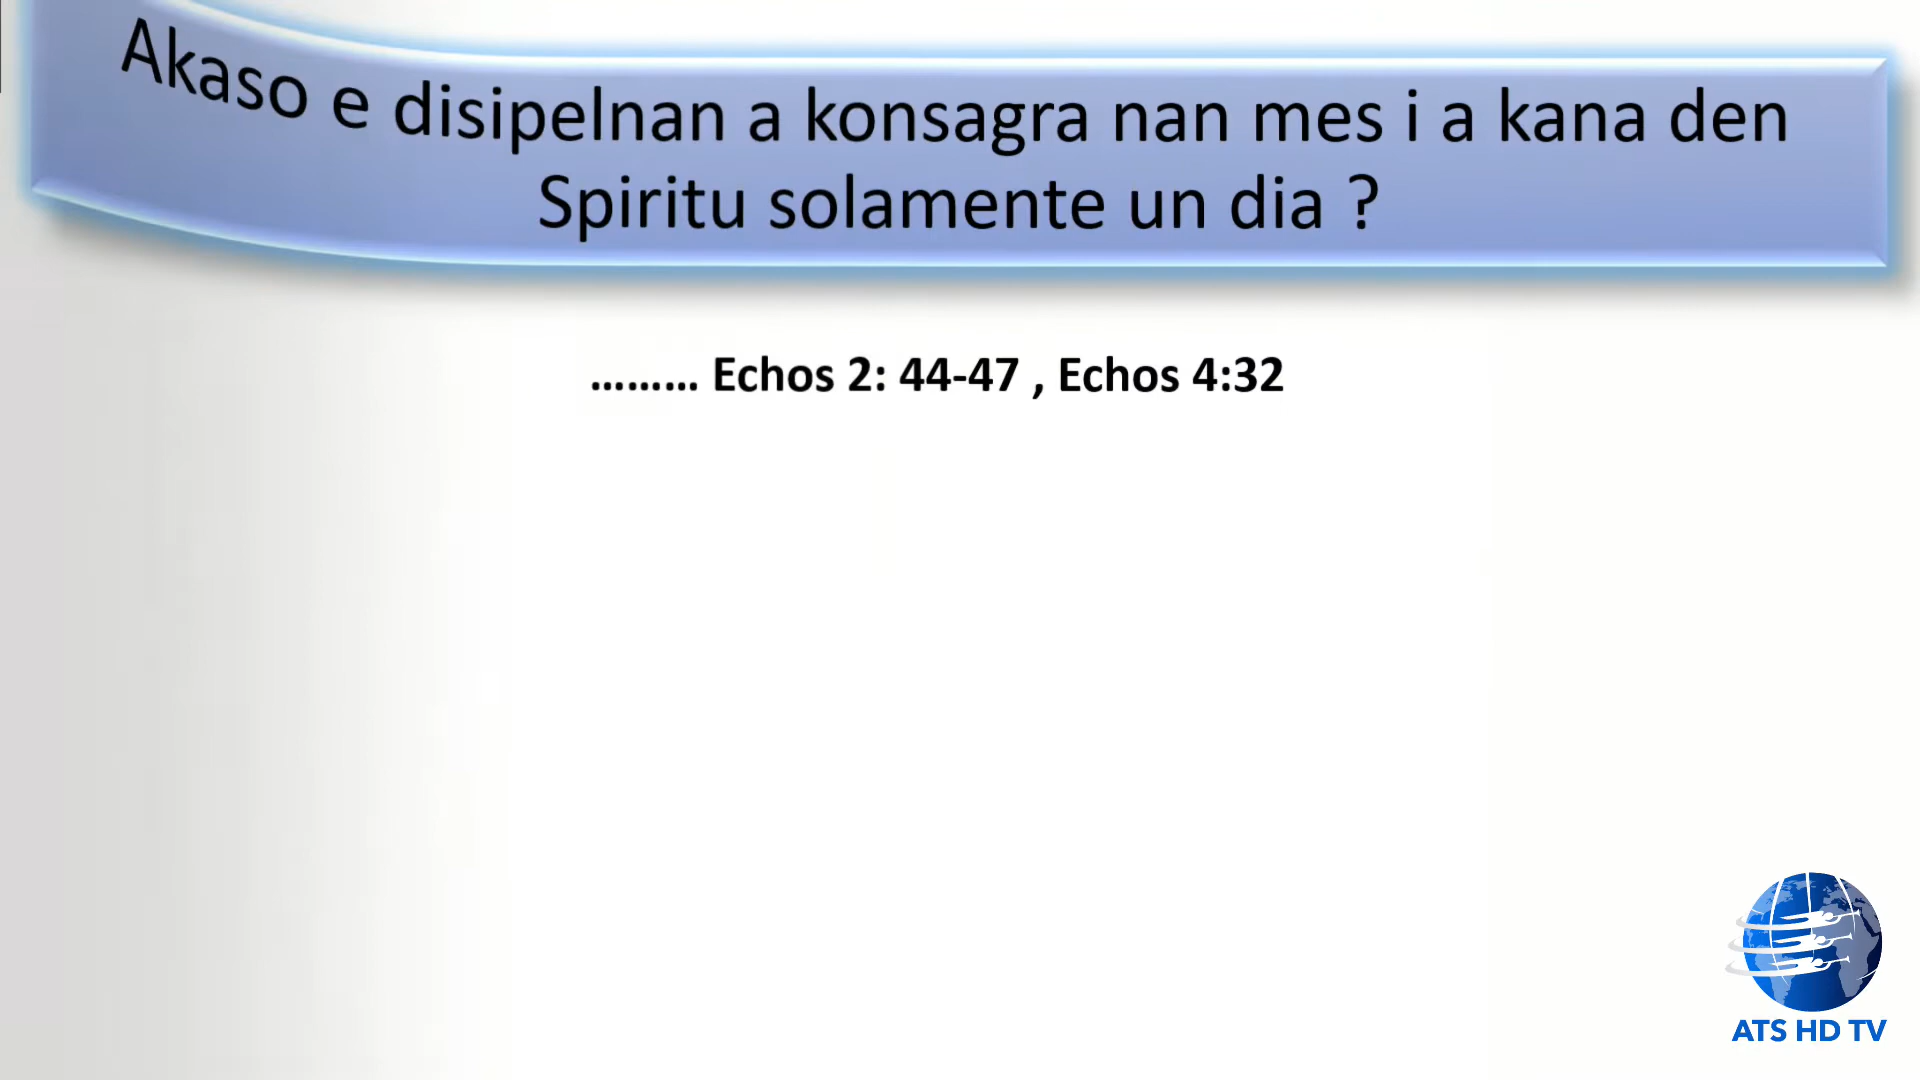 Akaso e disipelnan a konsagra nan mes i a kana den
Spiritu solamente un dia ?
……… Echos 2: 44-47 , Echos 4:32
ATS HD TV